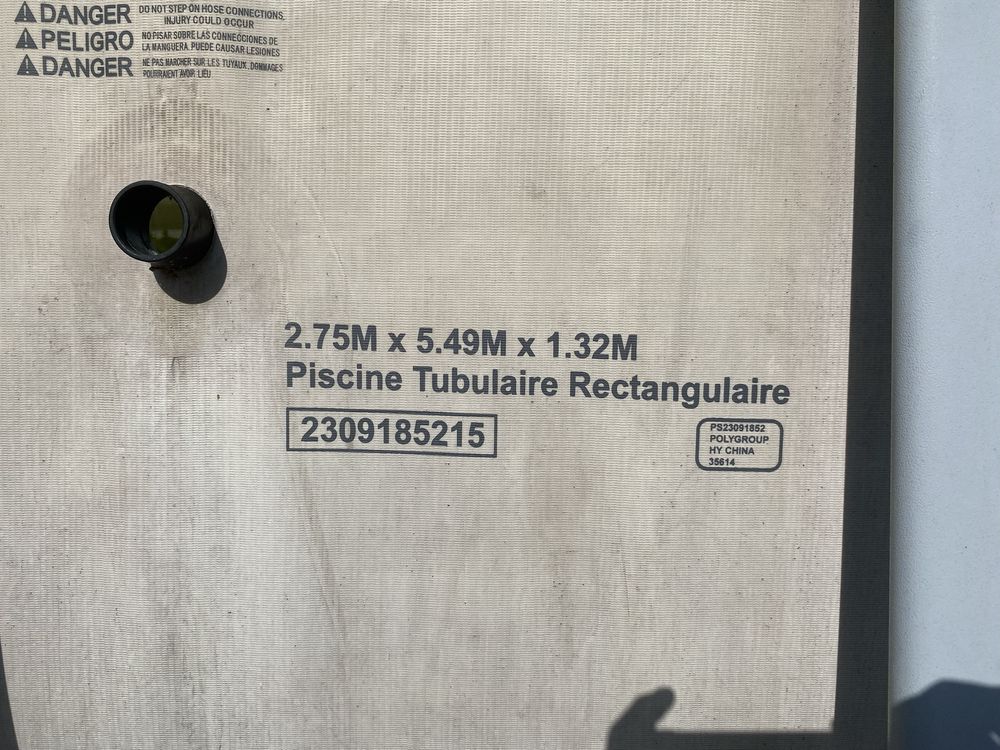 DANGER DO NOT STEP ON HOSE CONNECTIONS,
INJURY COULD OCCUR
PELIGRO NO PISAR SOBRE LAS CONNECCIONES DE
LA MANGUERA. PUEDE CAUSAR LESIONES
DANGER NE PAS MARCHER SUR LES TUYAUX. DOMMAGES
POURRAIENT AVOIR LIEU
2.75M x 5.49M x 1.32M
Piscine Tubulaire Rectangulaire
2309185215
PS23091852
POLYGROUP
HY CHINA
35614